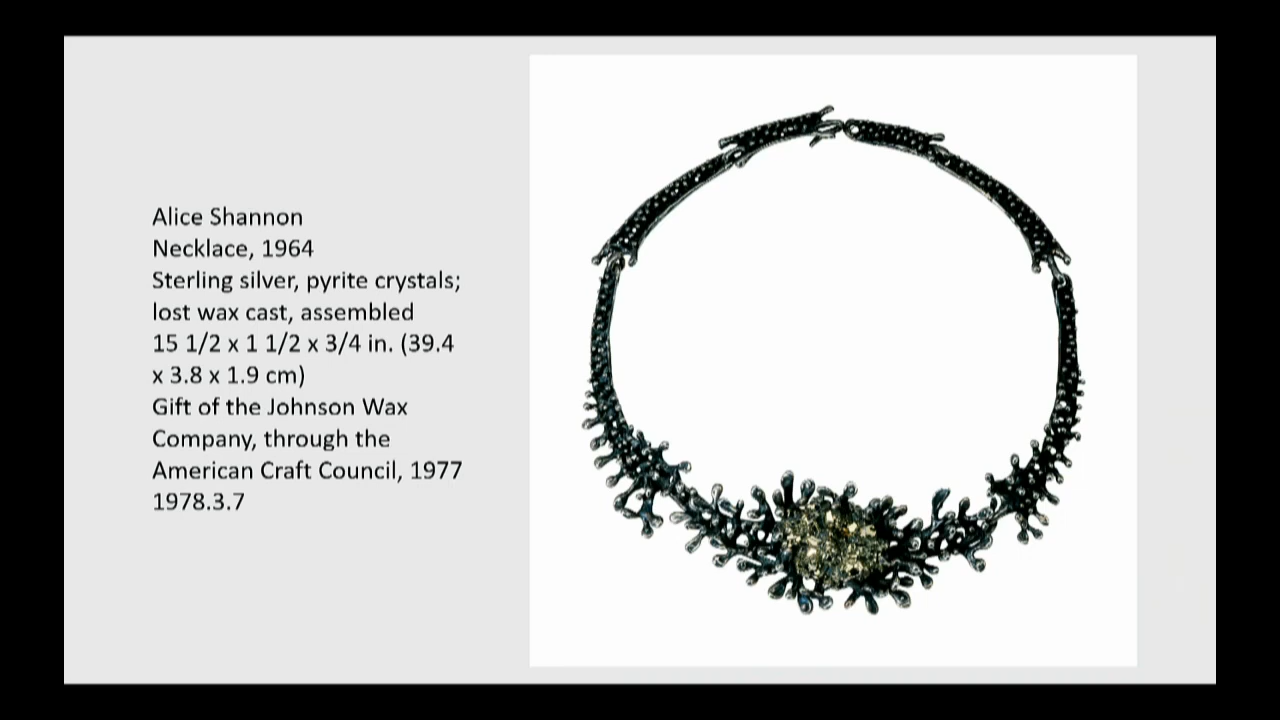 Alice Shannon
Necklace, 1964
Sterling silver, pyrite crystals;
lost wax cast, assembled
15 1/2 x 1 1/2 x 3/4 in. (39.4
x 3.8 x 1.9 cm)
Gift of the Johnson Wax
Company, through the
American Craft Council, 1977
1978.3.7